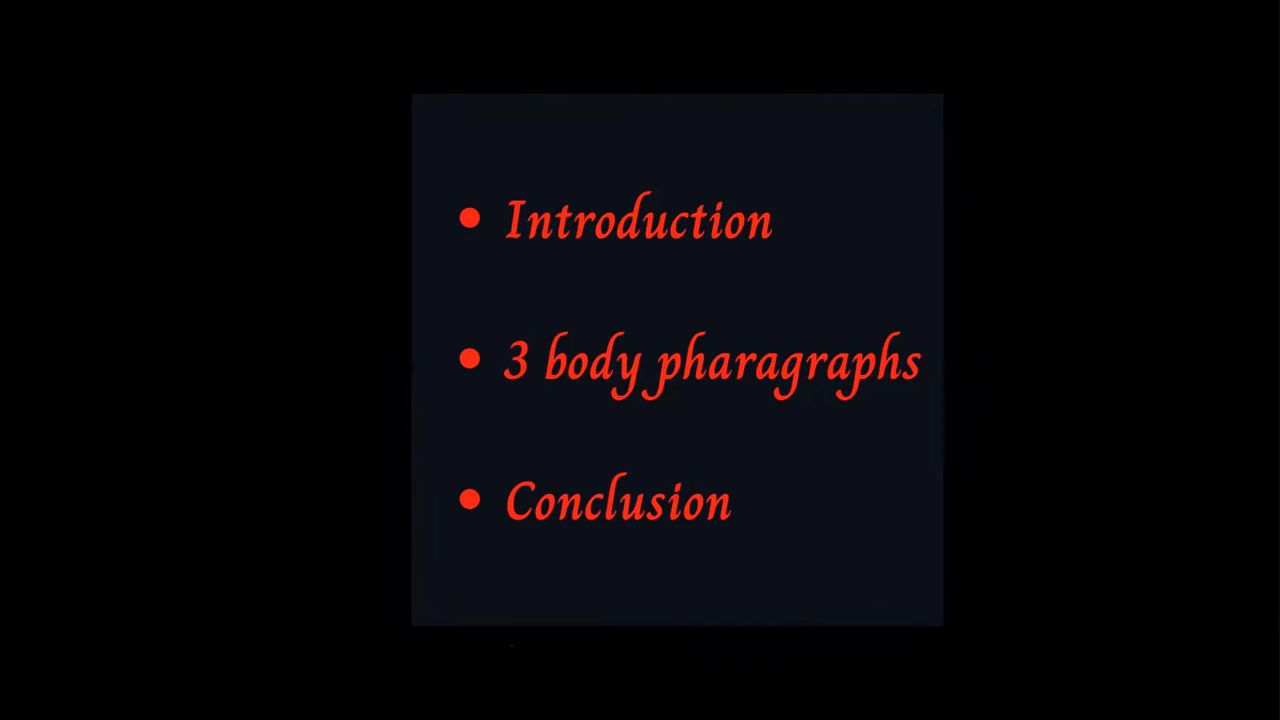 • Introduction
• 3 body pharagraphs
• Conclusion